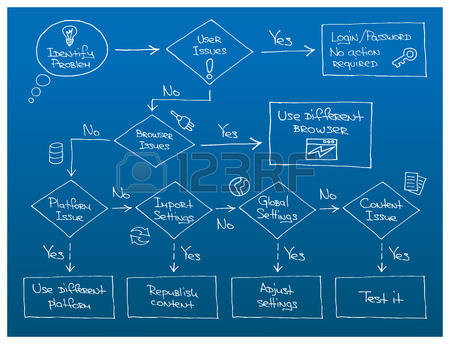 Identify
Problem
User
Issues
!
Yes
Login/Password
No action
required
No
Browser
Issues
Yes
Use Different
Browser
No
Platform
Issue
No
Import
Settings
No
Global
Settings
No
Content
Issue
Yes
Yes
Yes
Yes
Use Different
platform
Republish
content
Adjust
settings
Test it
123RF